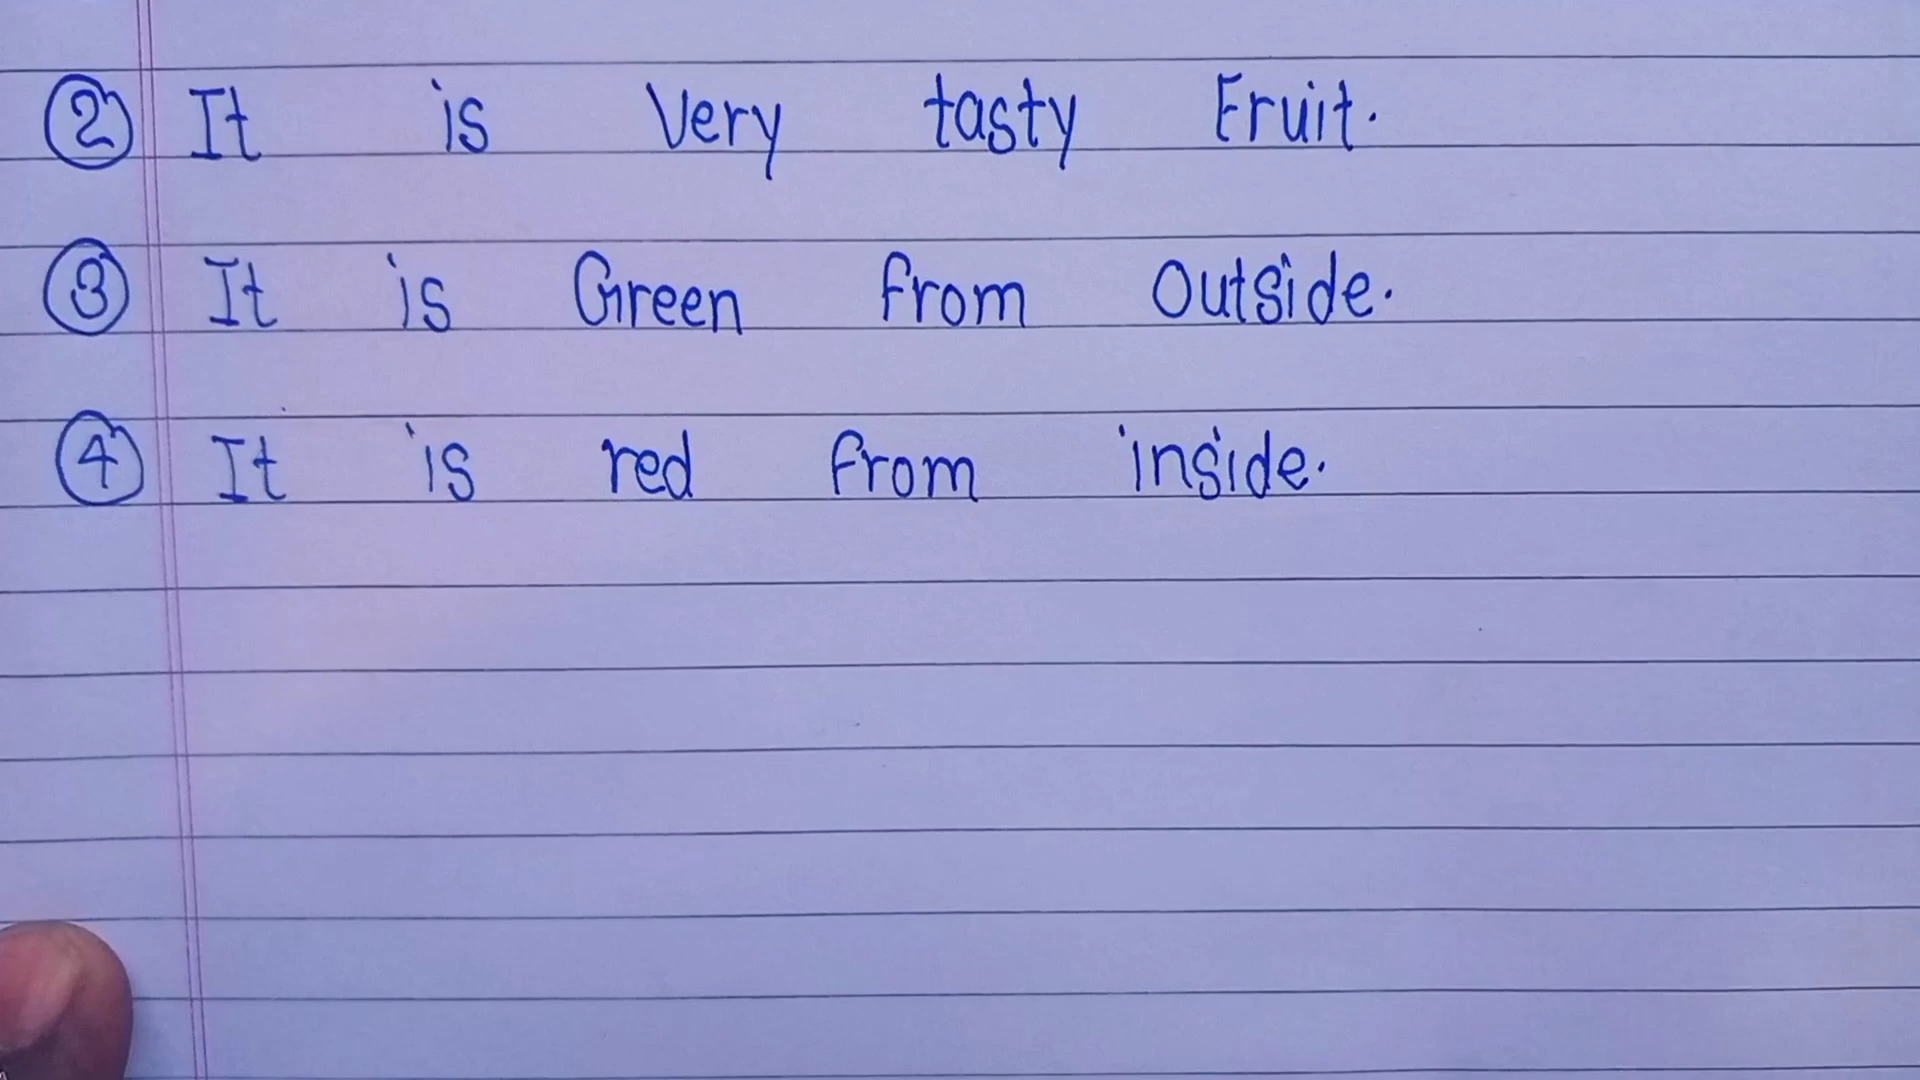 ② It is Very tasty Fruit.
③ It is Green from Outside.
④ It is red from inside.